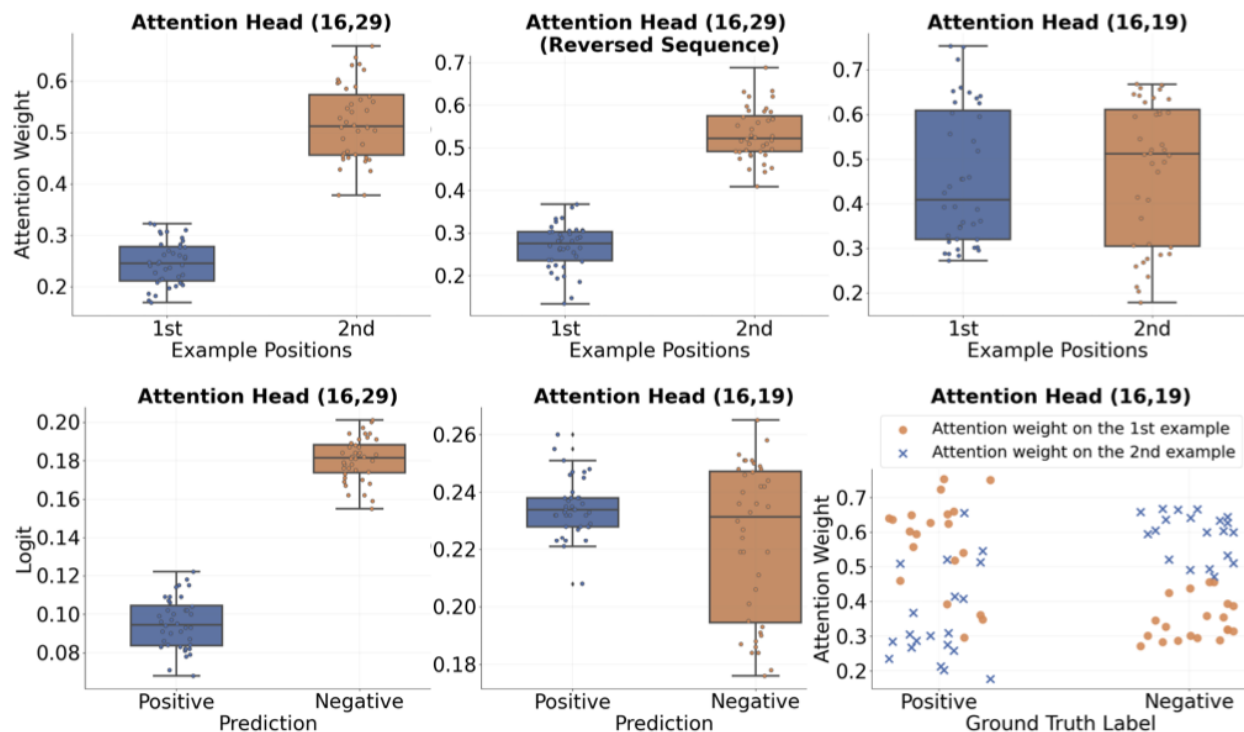 Attention Head (16,29)
Attention Weight
0.6
0.5
0.4
0.3
0.2
1st
2nd
Example Positions
Attention Head (16,29)
(Reversed Sequence)
0.7
0.6
0.5
0.4
0.3
0.2
1st
2nd
Example Positions
Attention Head (16,19)
0.7
0.6
0.5
0.4
0.3
0.2
1st
2nd
Example Positions
Attention Head (16,29)
Logit
0.20
0.18
0.16
0.14
0.12
0.10
0.08
Positive
Negative
Prediction
Attention Head (16,19)
0.26
0.24
0.22
0.20
0.18
Positive
Negative
Prediction
Attention Head (16,19)
Attention weight on the 1st example
Attention weight on the 2nd example
Attention Weight
0.7
0.6
0.5
0.4
0.3
0.2
Positive
Negative
Ground Truth Label